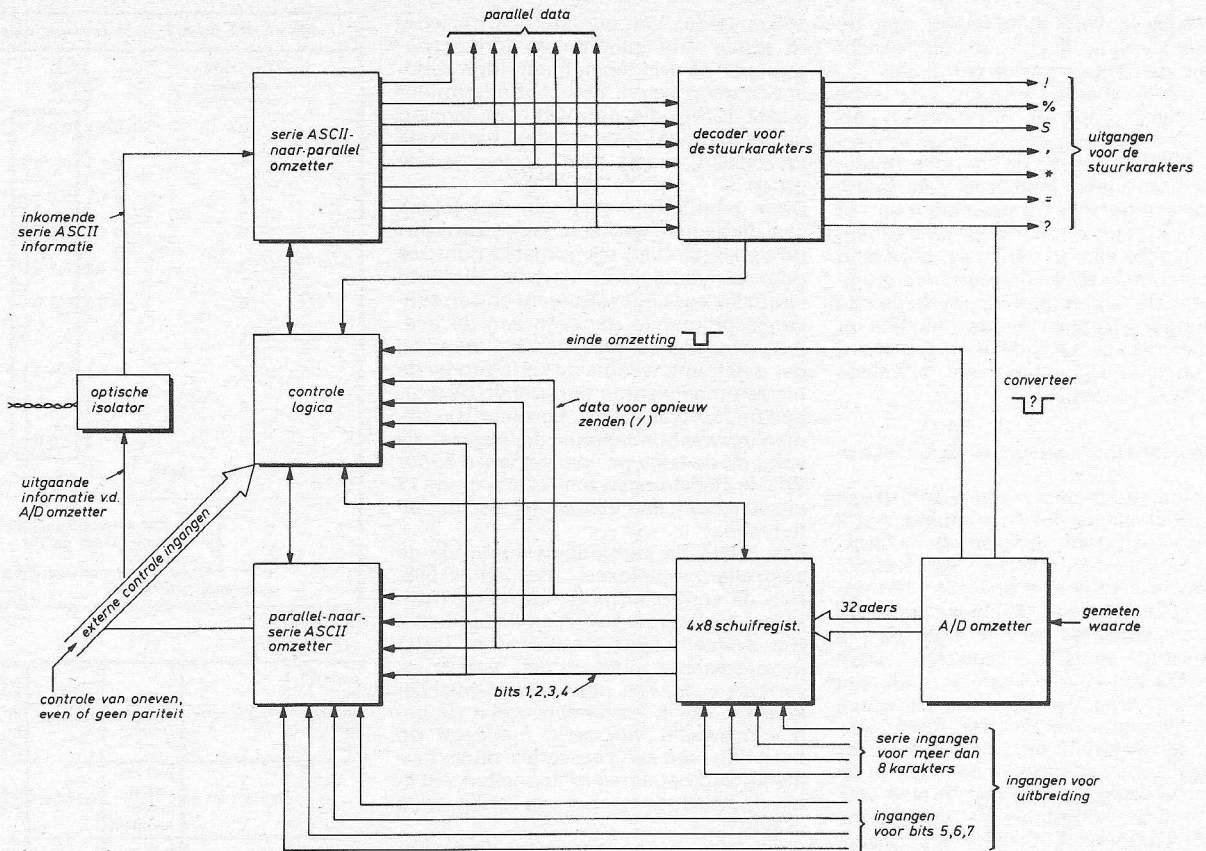 parallel data
serie ASCII-
naar-parallel
omzetter
decoder voor
de stuurkarakters
!
%
S
,
*
=
?
uitgangen
voor de
stuurkarakters
inkomende
serie ASCII
informatie
einde omzetting
converteer
?
optische
isolator
controle
logica
data voor opnieuw
zenden (/)
uitgaande
informatie v.d.
A/D omzetter
externe controle ingangen
parallel-naar-
serie ASCII
omzetter
4x8 schuifregist.
32 aders
A/D omzetter
gemeten
waarde
bits 1,2,3,4
controle van oneven,
even of geen pariteit
serie ingangen
voor meer dan
8 karakters
ingangen voor
uitbreiding
ingangen
voor bits 5,6,7